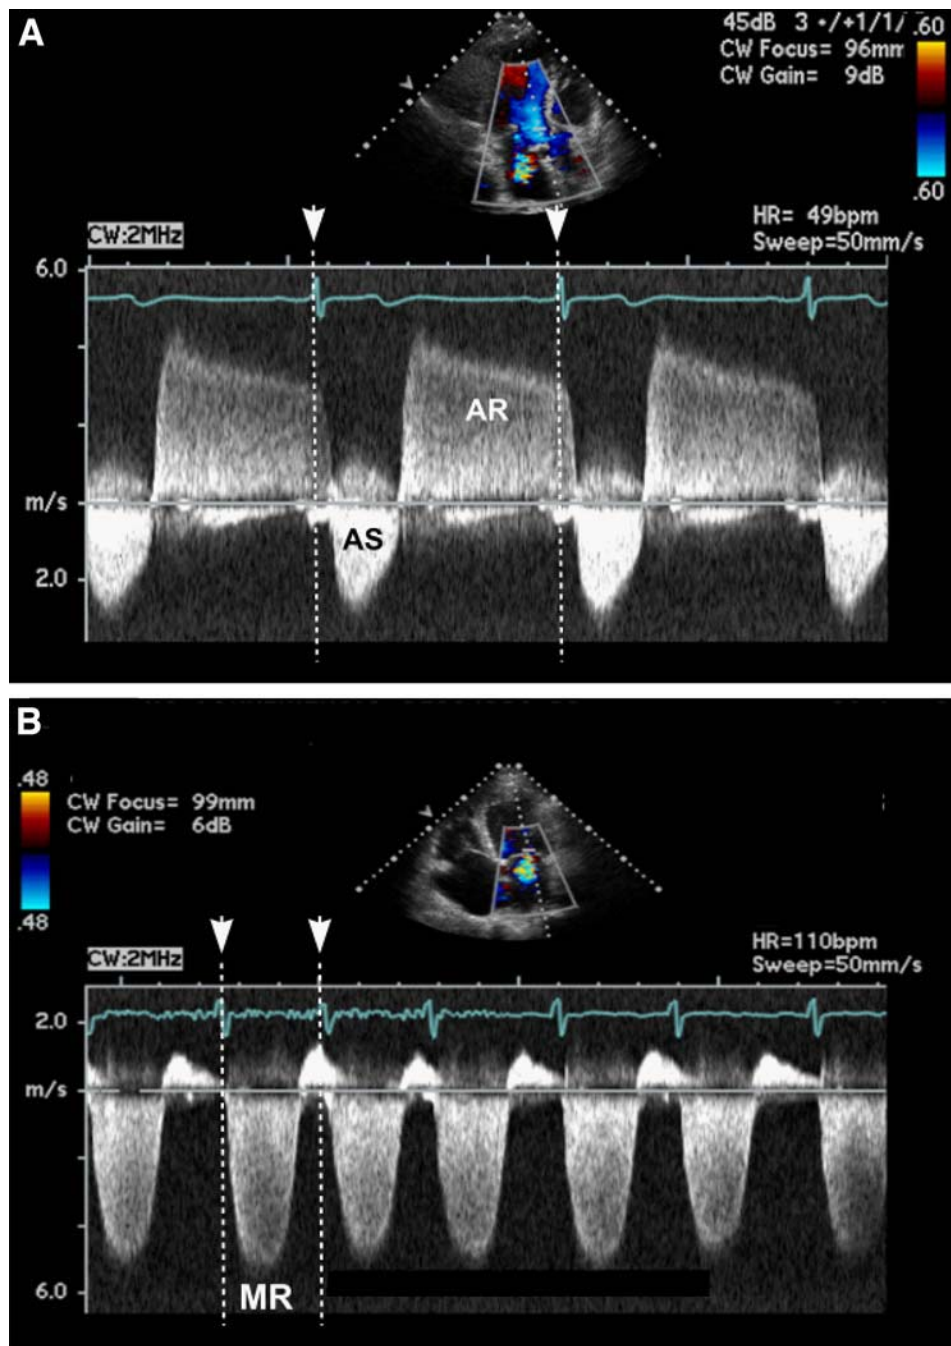 A
45dB 3 •/+1/1/
.60
CW Focus= 96mm
CW Gain= 9dB
.60
HR= 49bpm
Sweep=50mm/s
CW:2MHz
6.0
AR
m/s
AS
2.0
B
.48
CW Focus= 99mm
CW Gain= 6dB
.48
HR=110bpm
Sweep=50mm/s
CW:2MHz
2.0
m/s
6.0
MR